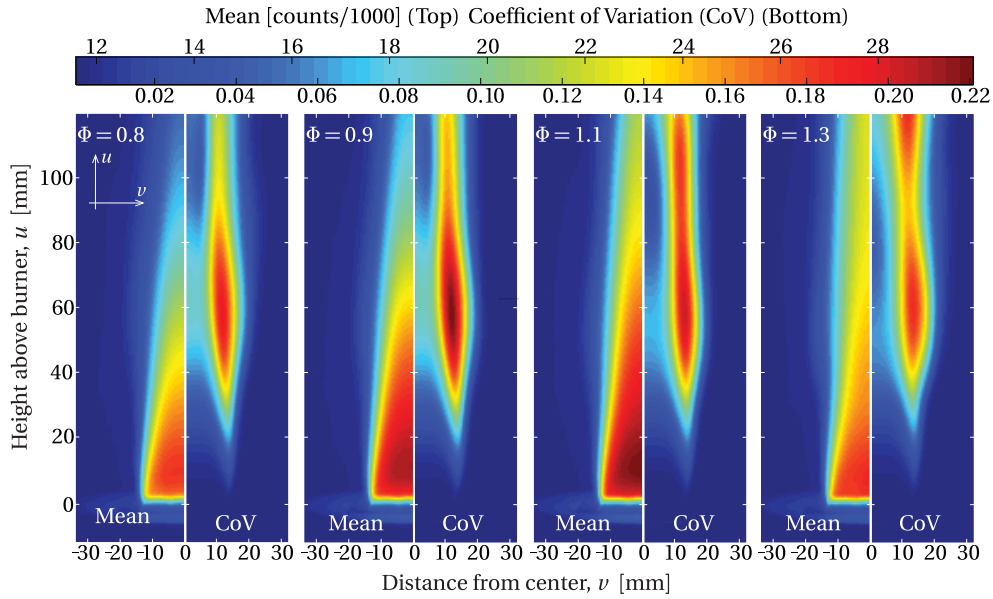 Mean [counts/1000] (Top) Coefficient of Variation (CoV) (Bottom)
12 14 16 18 20 22 24 26 28
0.02 0.04 0.06 0.08 0.10 0.12 0.14 0.16 0.18 0.20 0.22
Φ = 0.8 Φ = 0.9 Φ = 1.1 Φ = 1.3
u
v
Height above burner, u [mm]
100
80
60
40
20
0
Mean CoV Mean CoV Mean CoV Mean CoV
-30 -20 -10 0 10 20 30 -30 -20 -10 0 10 20 30 -30 -20 -10 0 10 20 30 -30 -20 -10 0 10 20 30
Distance from center, v [mm]